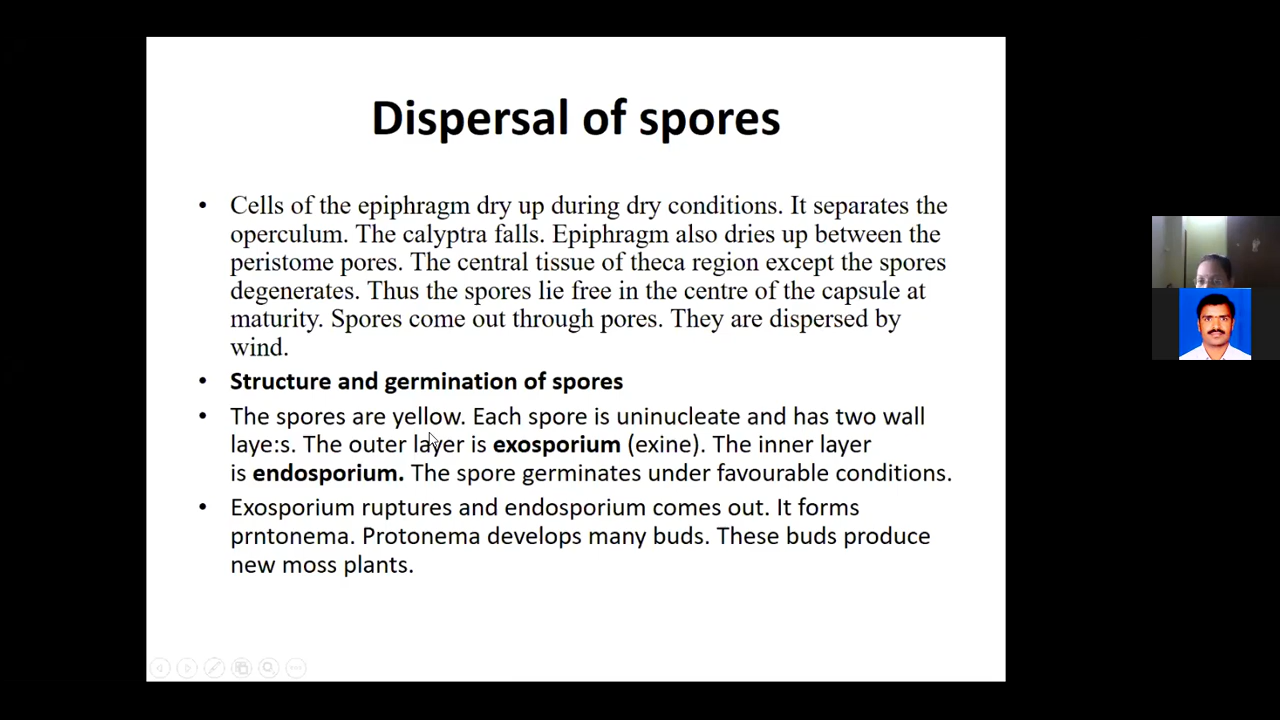 Dispersal of spores
• Cells of the epiphragm dry up during dry conditions. It separates the
operculum. The calyptra falls. Epiphragm also dries up between the
peristome pores. The central tissue of theca region except the spores
degenerates. Thus the spores lie free in the centre of the capsule at
maturity. Spores come out through pores. They are dispersed by
wind.
• Structure and germination of spores
• The spores are yellow. Each spore is uninucleate and has two wall
laye:s. The outer layer is exosporium (exine). The inner layer
is endosporium. The spore germinates under favourable conditions.
• Exosporium ruptures and endosporium comes out. It forms
prntonema. Protonema develops many buds. These buds produce
new moss plants.